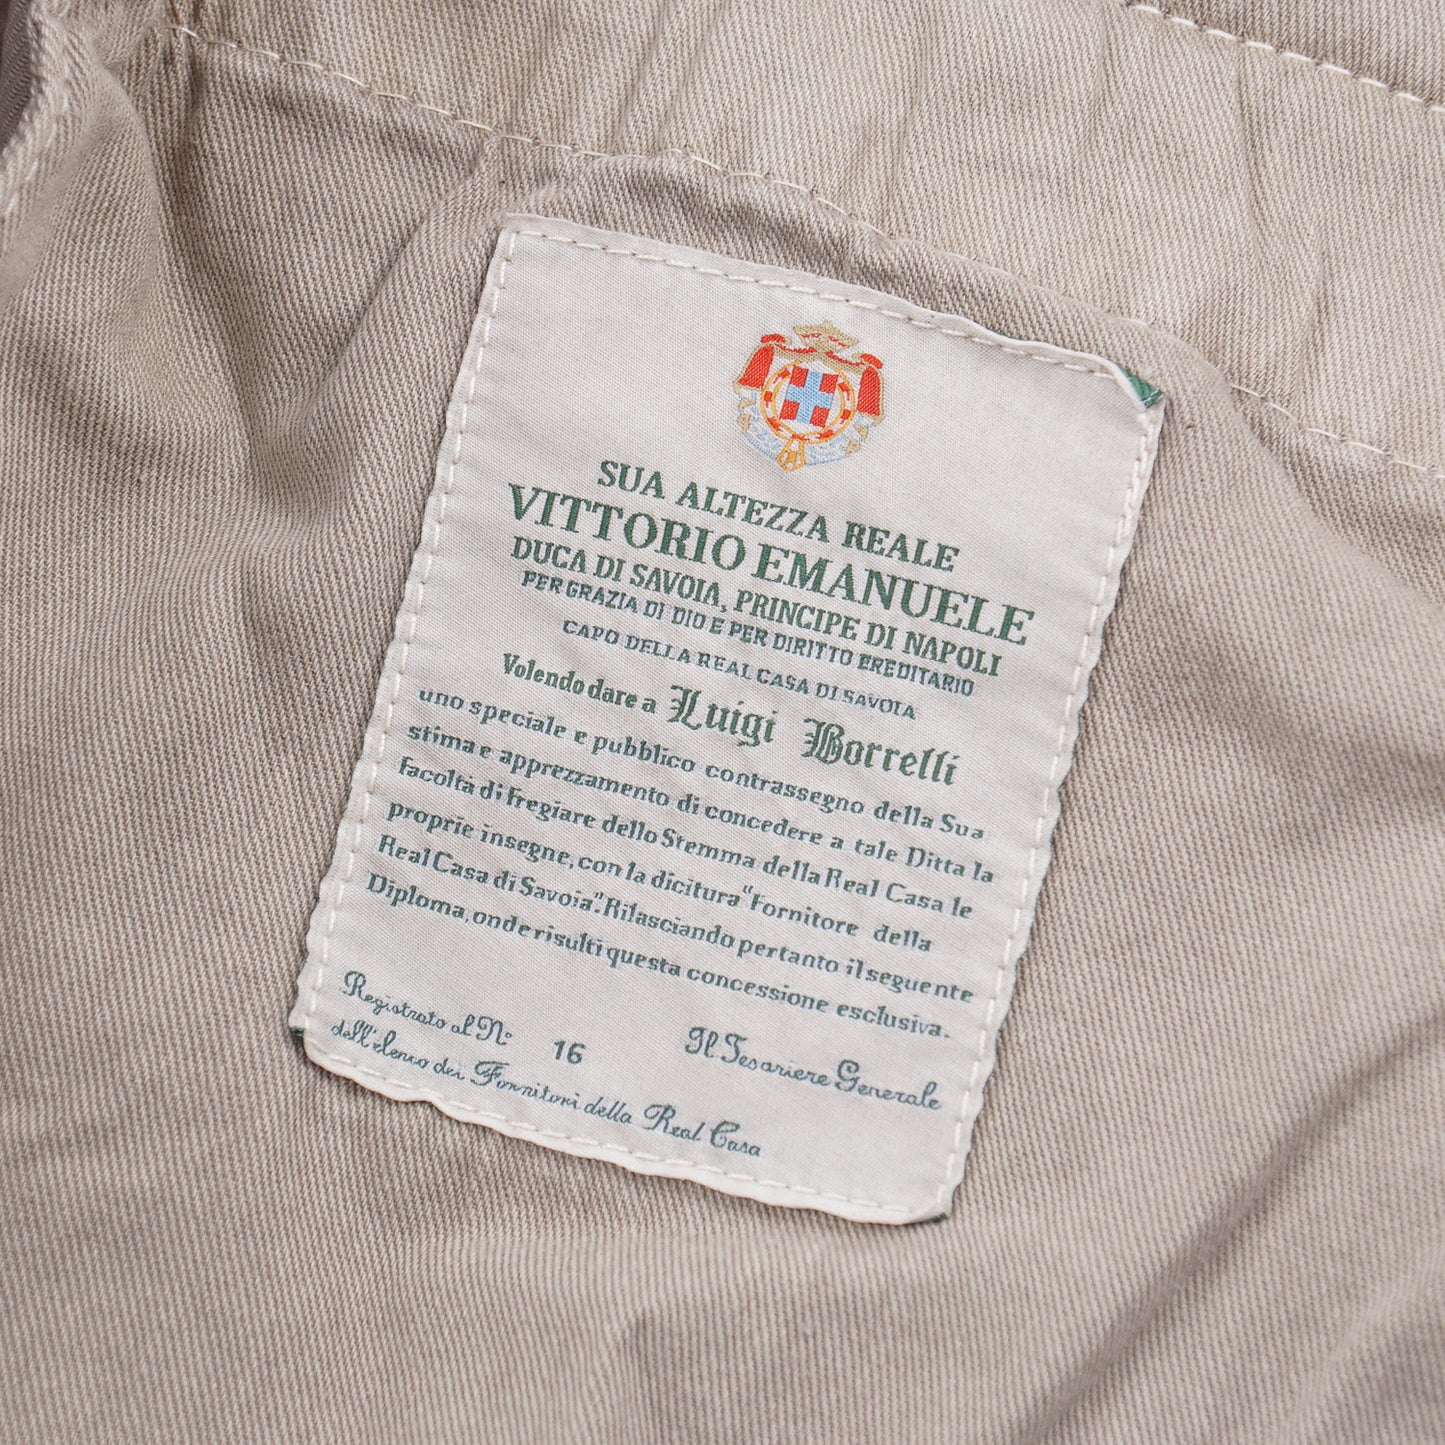 SUA ALTEZZA REALE
VITTORIO EMANUELE
DUCA DI SAVOIA, PRINCIPE DI NAPOLI
PER GRAZIA DI DIO E PER DIRITTO EREDITARIO
CAPO DELLA REAL CASA DI SAVOIA
Volendo dare a Luigi Borrelli
uno speciale e pubblico contrassegno della Sua
stima e apprezzamento di concedere a tale Ditta la
facoltà di fregiare dello Stemma della Real Casa le
proprie insegne, con la dicitura "Fornitore della
Real Casa di Savoia". Rilasciando pertanto il seguente
Diploma, onde risulti questa concessione esclusiva.
Registrato al N° 16 Il Tesoriere Generale
dell'elenco dei Fornitori della Real Casa